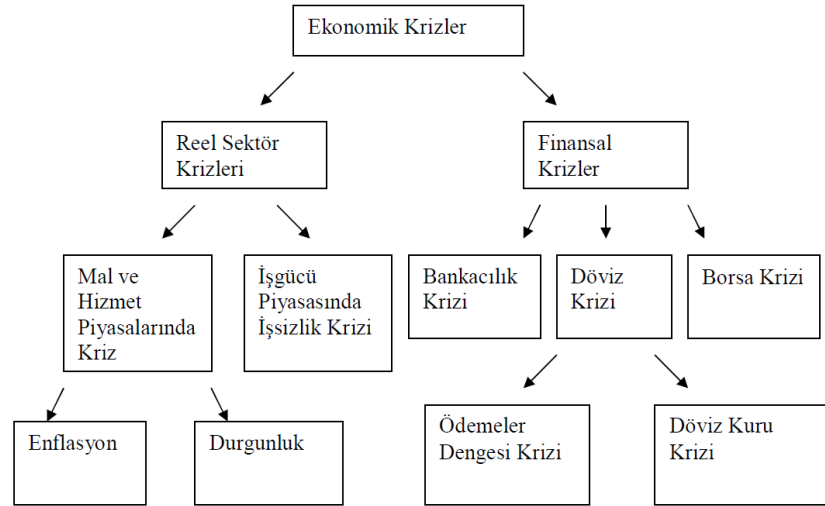 Ekonomik Krizler
Reel Sektör
Krizleri
Finansal
Krizler
Mal ve
Hizmet
Piyasalarında
Kriz
İşgücü
Piyasasında
İşsizlik Krizi
Bankacılık
Krizi
Döviz
Krizi
Borsa Krizi
Enflasyon
Durgunluk
Ödemeler
Dengesi Krizi
Döviz Kuru
Krizi